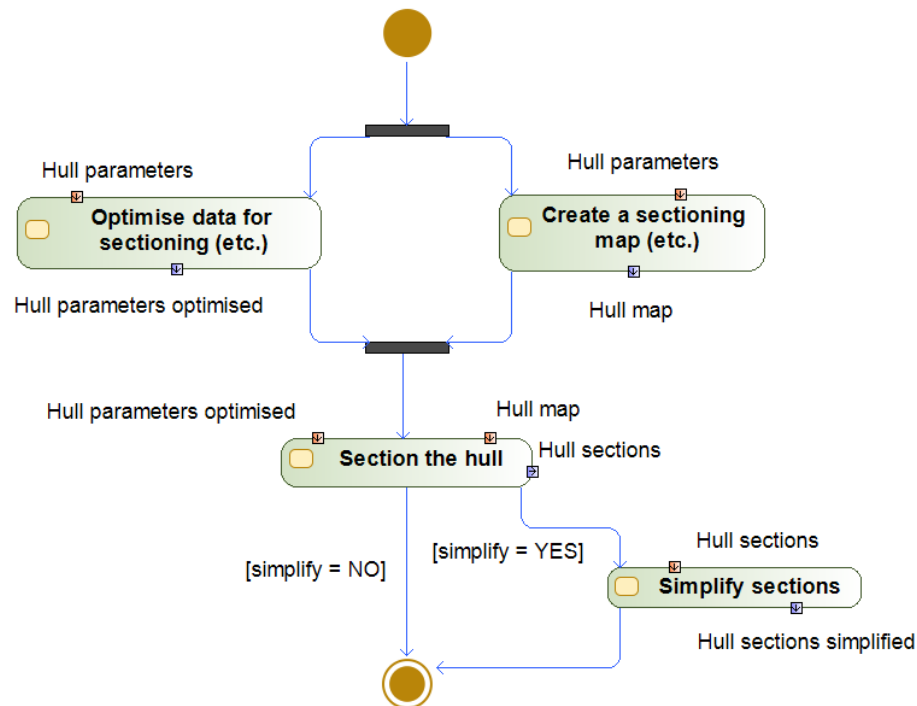 Hull parameters
Hull parameters
Optimise data for
sectioning (etc.)
Create a sectioning
map (etc.)
Hull parameters optimised
Hull map
Hull parameters optimised
Hull map
Hull sections
Section the hull
[simplify = NO]
[simplify = YES]
Hull sections
Simplify sections
Hull sections simplified